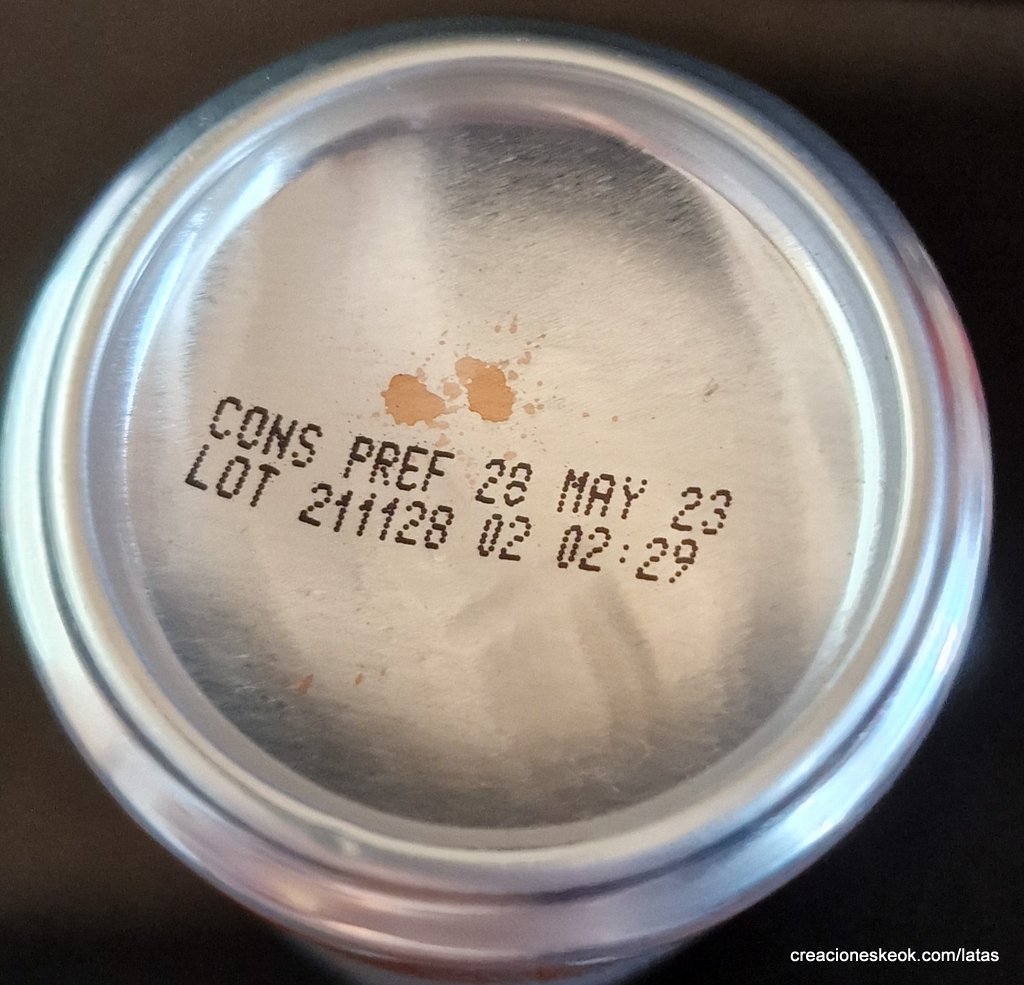 CONS PREF 28 MAY 23
LOT 211128 02 02:29
creacioneskeok.com/latas